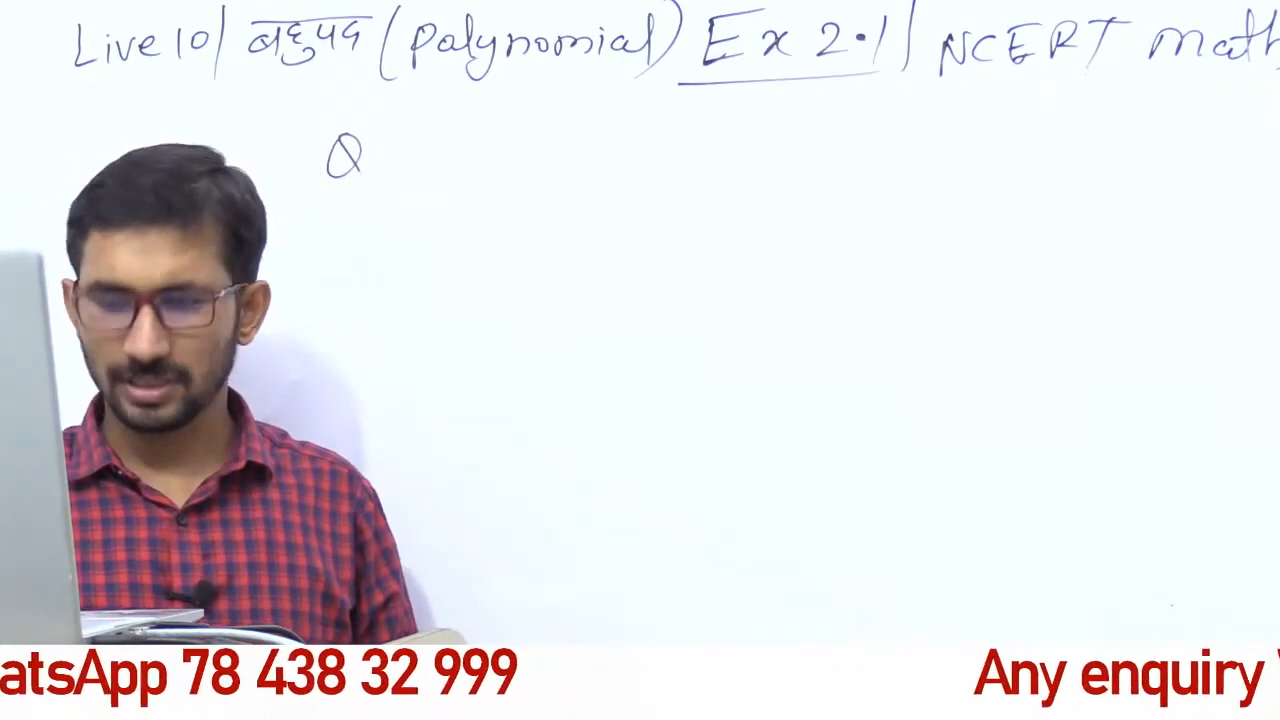 Live 10 | बहुपद (Polynomial) Ex 2.1 | NCERT Math
Q
atsApp 78 438 32 999 Any enquiry